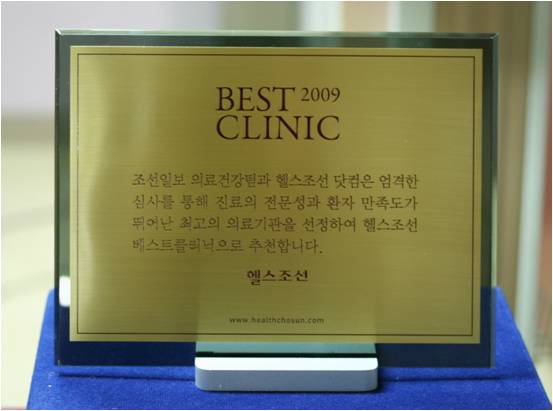 BEST 2009
CLINIC
조선일보 의료건강팀과 헬스조선 닷컴은 엄격한
심사를 통해 진료의 전문성과 환자 만족도가
뛰어난 최고의 의료기관을 선정하여 헬스조선
베스트클리닉으로 추천합니다.
헬스조선
www.healthchosun.com